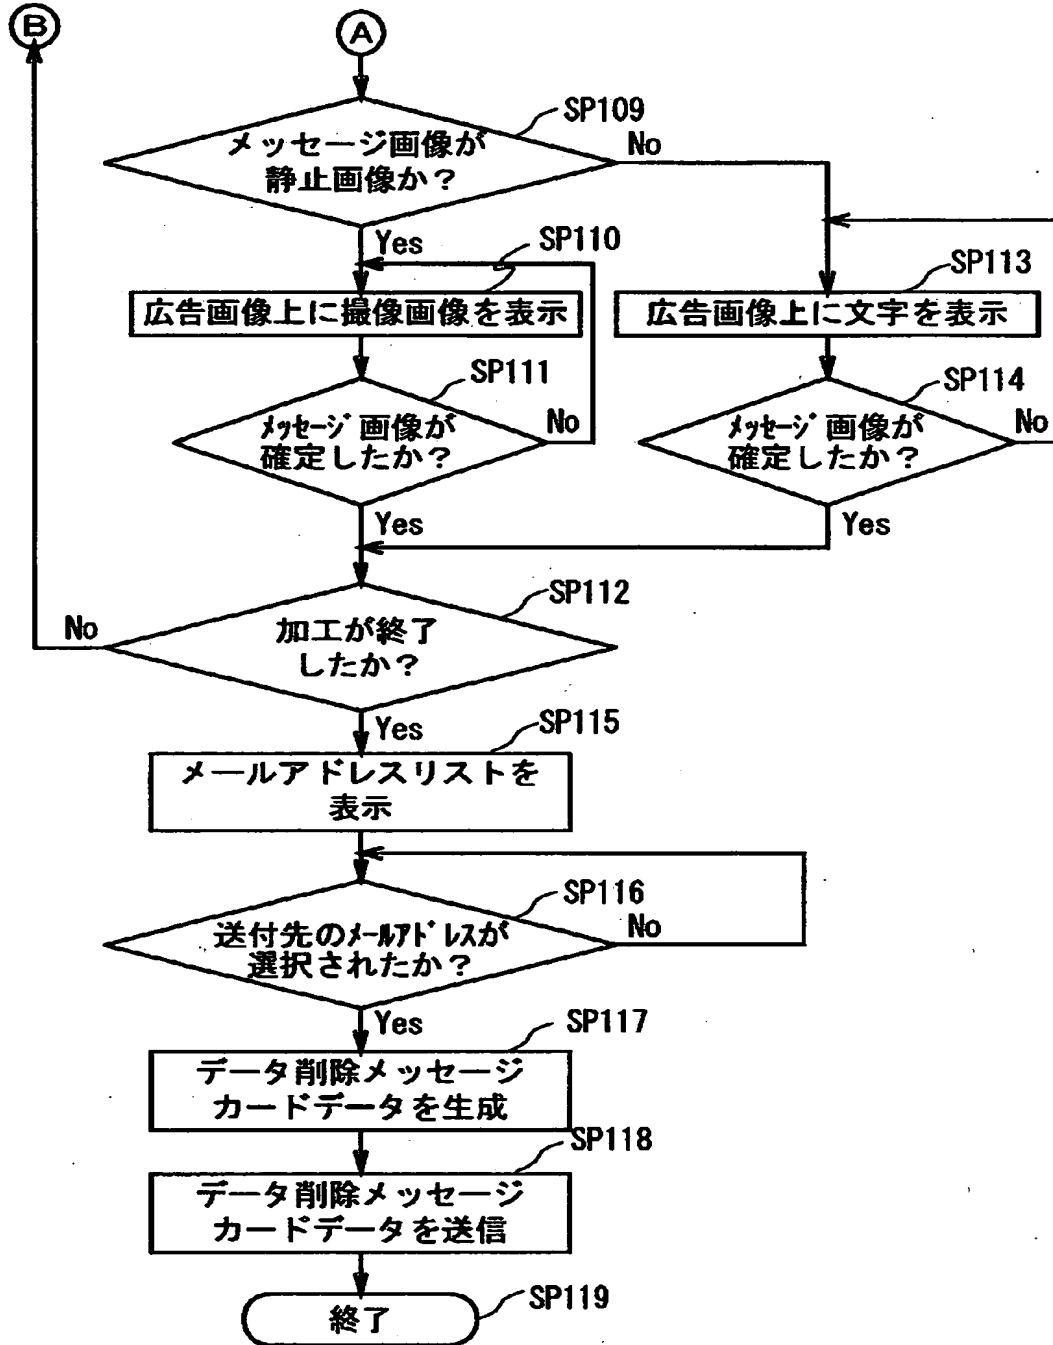 B
A
SP109
メッセージ画像が
静止画像か？
No
Yes
SP110
広告画像上に撮像画像を表示
SP113
広告画像上に文字を表示
SP111
ﾒｯｾｰｼﾞ画像が
確定したか？
No
Yes
SP114
ﾒｯｾｰｼﾞ画像が
確定したか？
No
Yes
SP112
加工が終了
したか？
No
Yes
SP115
メールアドレスリストを
表示
SP116
送付先のﾒｰﾙｱﾄﾞﾚｽが
選択されたか？
No
Yes
SP117
データ削除メッセージ
カードデータを生成
SP118
データ削除メッセージ
カードデータを送信
SP119
終了